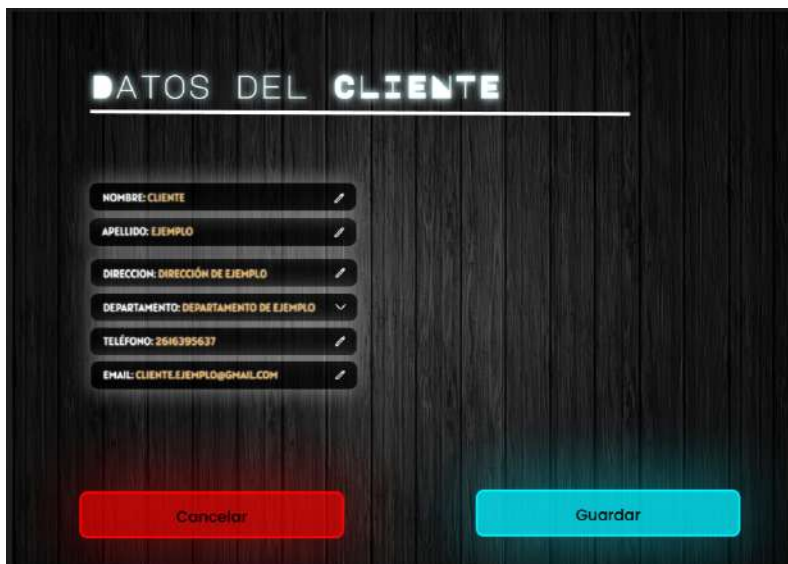 DATOS DEL CLIENTE
NOMBRE: CLIENTE
APELLIDO: EJEMPLO
DIRECCION: DIRECCIÓN DE EJEMPLO
DEPARTAMENTO: DEPARTAMENTO DE EJEMPLO
TELÉFONO: 2616395637
EMAIL: CLIENTE.EJEMPLO@GMAIL.COM
Cancelar
Guardar